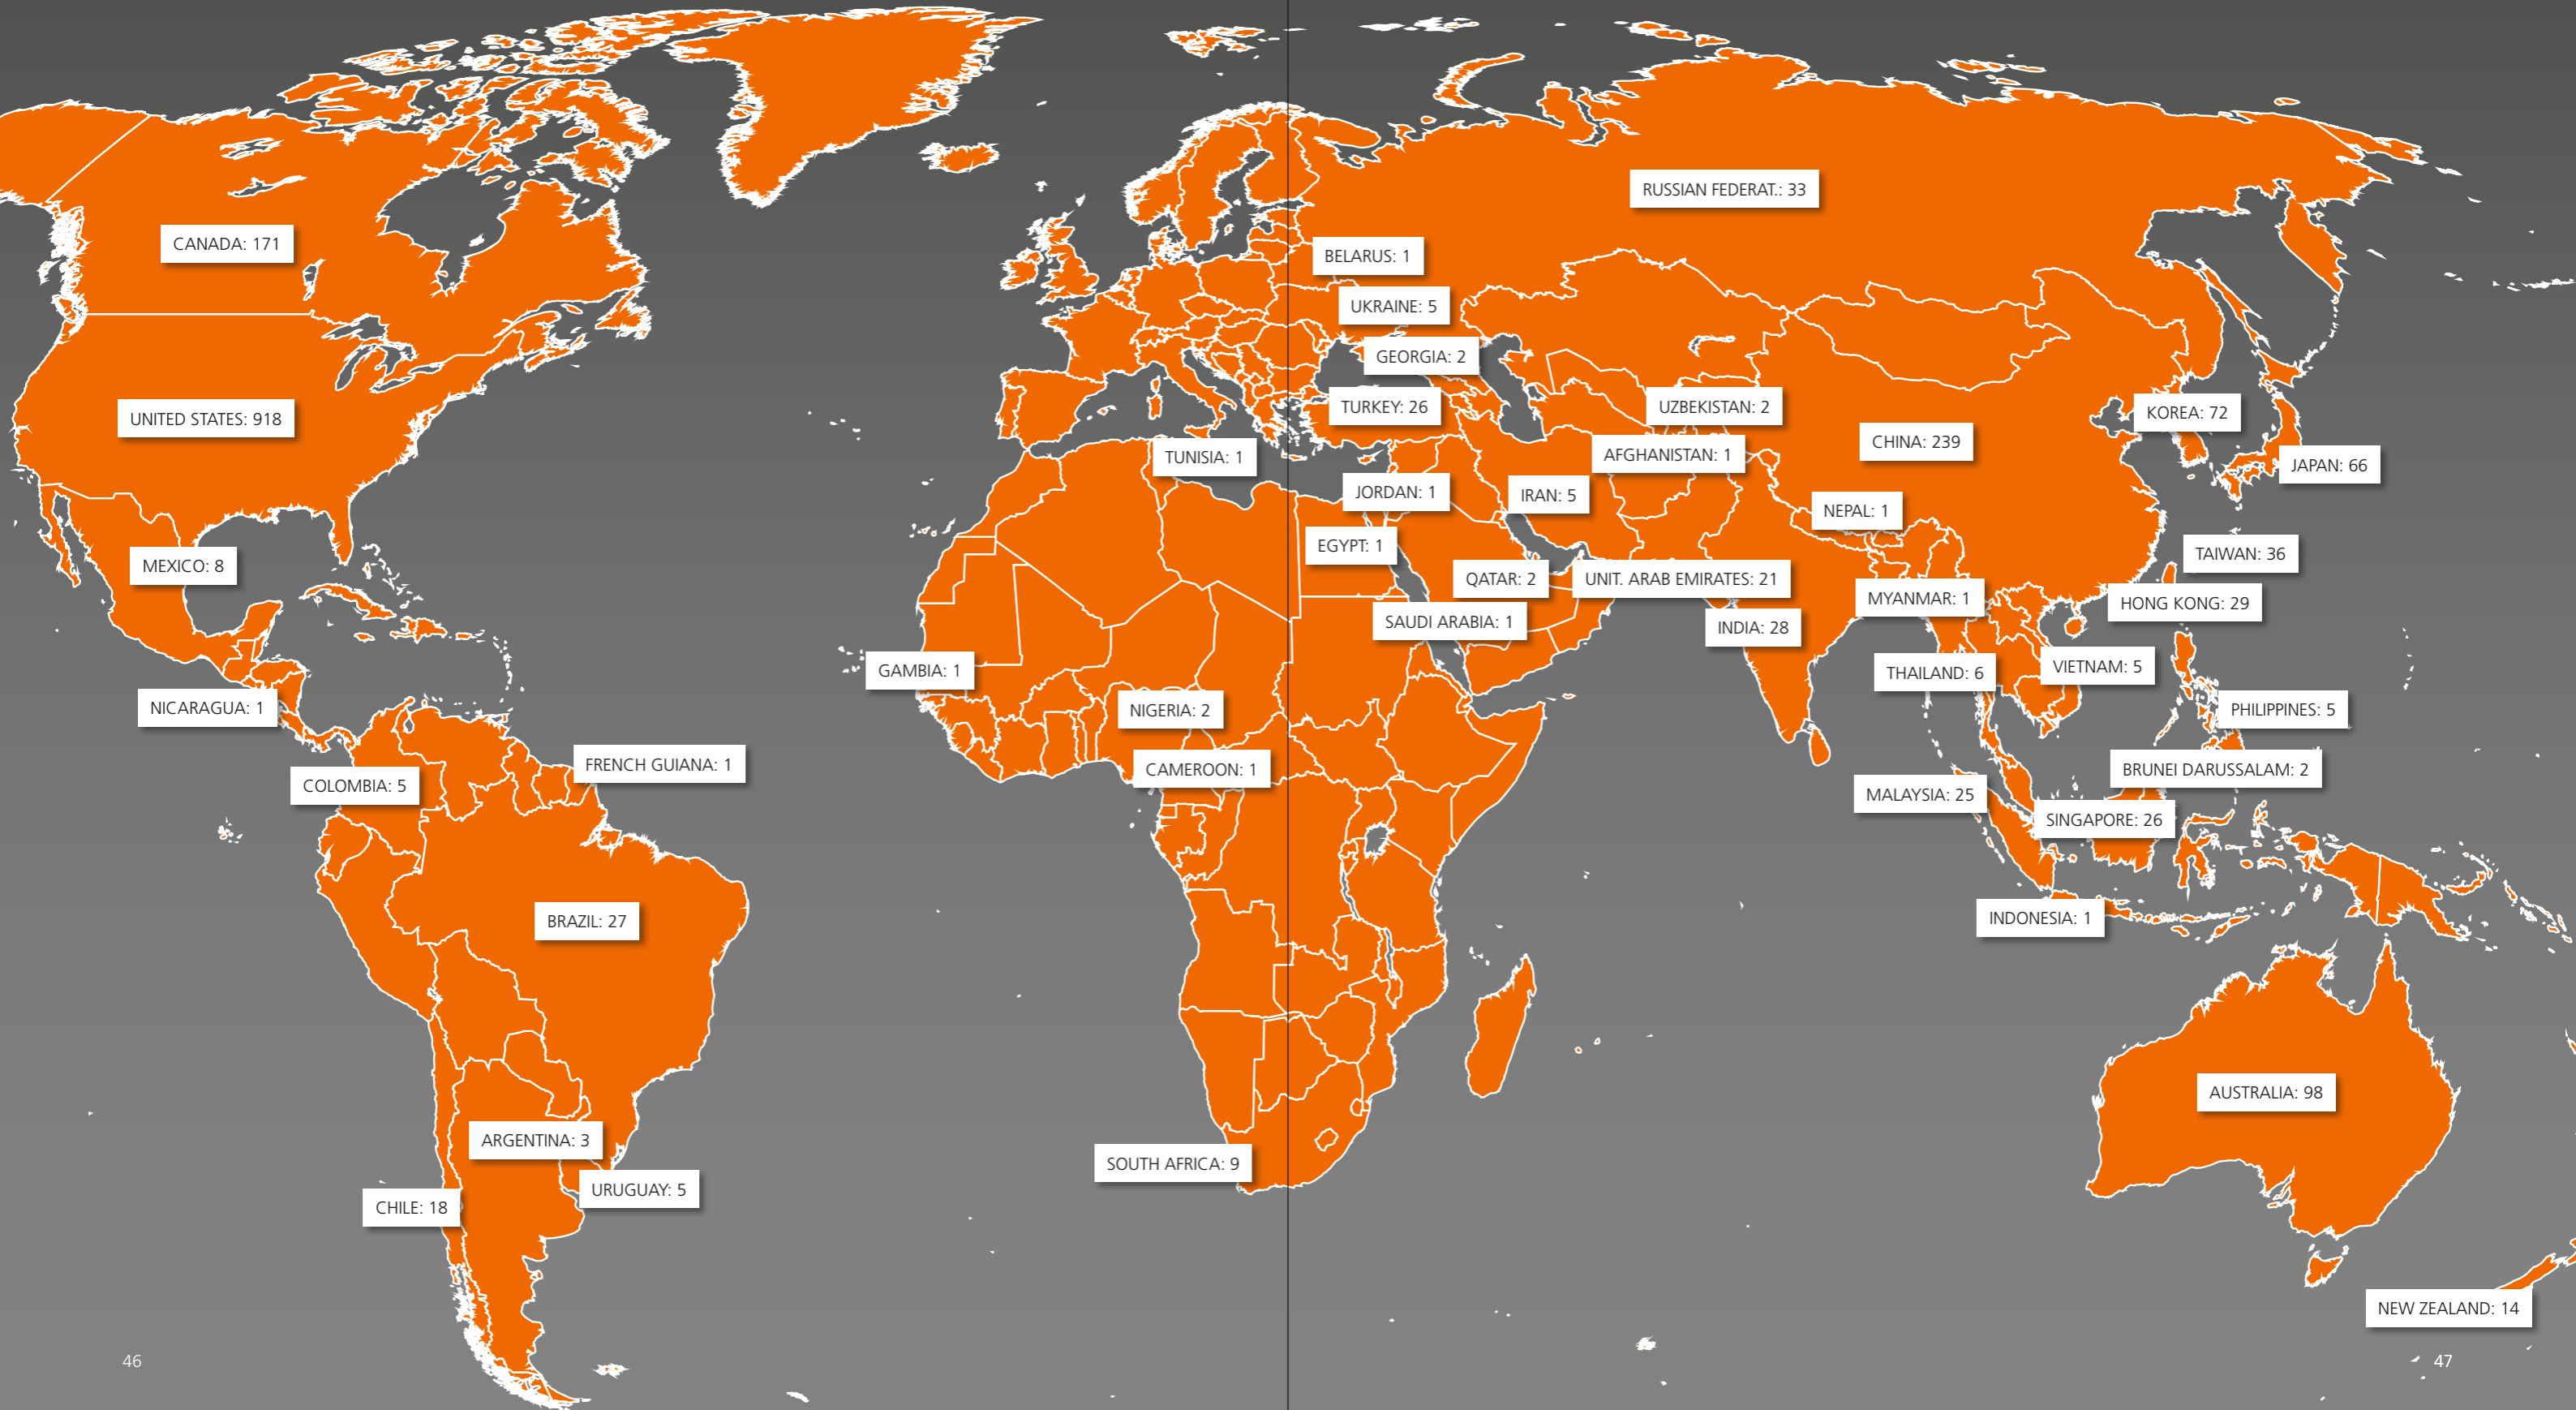 RUSSIAN FEDERAT.: 33
CANADA: 171
BELARUS: 1
UKRAINE: 5
GEORGIA: 2
TURKEY: 26
UZBEKISTAN: 2
KOREA: 72
UNITED STATES: 918
CHINA: 239
AFGHANISTAN: 1
TUNISIA: 1
JAPAN: 66
JORDAN: 1
IRAN: 5
NEPAL: 1
EGYPT: 1
TAIWAN: 36
MEXICO: 8
QATAR: 2
UNIT. ARAB EMIRATES: 21
MYANMAR: 1
HONG KONG: 29
SAUDI ARABIA: 1
INDIA: 28
GAMBIA: 1
THAILAND: 6
VIETNAM: 5
NICARAGUA: 1
NIGERIA: 2
PHILIPPINES: 5
FRENCH GUIANA: 1
CAMEROON: 1
BRUNEI DARUSSALAM: 2
COLOMBIA: 5
MALAYSIA: 25
SINGAPORE: 26
BRAZIL: 27
INDONESIA: 1
AUSTRALIA: 98
ARGENTINA: 3
SOUTH AFRICA: 9
URUGUAY: 5
CHILE: 18
NEW ZEALAND: 14
46
47